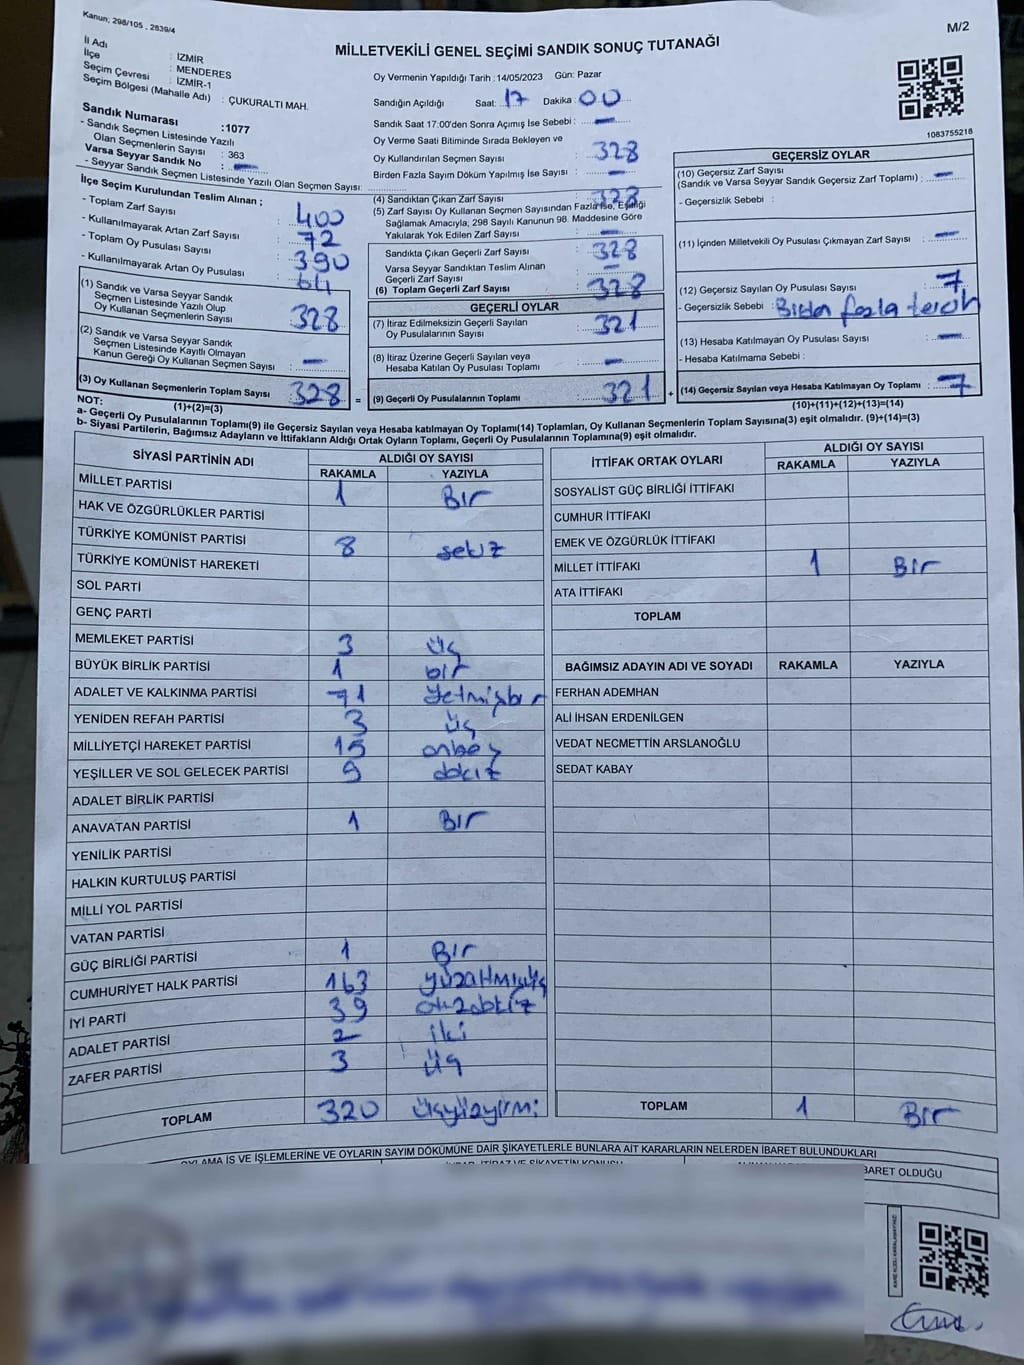 Kanun; 298/105 , 2839/4
M/2
MİLLETVEKİLİ GENEL SEÇİMİ SANDIK SONUÇ TUTANAĞI
İl Adı : İZMİR
İlçe : MENDERES
Seçim Çevresi : İZMİR-1
Seçim Bölgesi (Mahalle Adı) : ÇUKURALTI MAH.
Sandık Numarası :1077
- Sandık Seçmen Listesinde Yazılı
Olan Seçmenlerin Sayısı : 363
Varsa Seyyar Sandık No : —
- Seyyar Sandık Seçmen Listesinde Yazılı Olan Seçmen Sayısı:
İlçe Seçim Kurulundan Teslim Alınan ;
- Toplam Zarf Sayısı : 400
- Kullanılmayarak Artan Zarf Sayısı : 72
- Toplam Oy Pusulası Sayısı : 390
- Kullanılmayarak Artan Oy Pusulası : 64
(1) Sandık ve Varsa Seyyar Sandık
Seçmen Listesinde Yazılı Olup
Oy Kullanan Seçmenlerin Sayısı : 328
(2) Sandık ve Varsa Seyyar Sandık
Seçmen Listesinde Kayıtlı Olmayan
Kanun Gereği Oy Kullanan Seçmen Sayısı : —
(3) Oy Kullanan Seçmenlerin Toplam Sayısı : 328
(1)+(2)=(3)
Oy Vermenin Yapıldığı Tarih : 14/05/2023 Gün: Pazar
Sandığın Açıldığı Saat: 17 Dakika : 00
Sandık Saat 17:00'den Sonra Açımış İse Sebebi : —
Oy Verme Saati Bitiminde Sırada Bekleyen ve
Oy Kullandırılan Seçmen Sayısı : 328
Birden Fazla Sayım Döküm Yapılmış İse Sayısı : —
(4) Sandıktan Çıkan Zarf Sayısı : 328
(5) Zarf Sayısı Oy Kullanan Seçmen Sayısından Fazla İse, Eşitliği
Sağlamak Amacıyla, 298 Sayılı Kanunun 98. Maddesine Göre
Yakılarak Yok Edilen Zarf Sayısı : —
Sandıkta Çıkan Geçerli Zarf Sayısı : 328
Varsa Seyyar Sandıktan Teslim Alınan
Geçerli Zarf Sayısı : —
(6) Toplam Geçerli Zarf Sayısı : 328
GEÇERLİ OYLAR
(7) İtiraz Edilmeksizin Geçerli Sayılan
Oy Pusulalarının Sayısı : 321
(8) İtiraz Üzerine Geçerli Sayılan veya
Hesaba Katılan Oy Pusulası Toplamı : —
= (9) Geçerli Oy Pusulalarının Toplamı : 321
1083755218
GEÇERSİZ OYLAR
(10) Geçersiz Zarf Sayısı
(Sandık ve Varsa Seyyar Sandık Geçersiz Zarf Toplamı) : —
- Geçersizlik Sebebi :
(11) İçinden Milletvekili Oy Pusulası Çıkmayan Zarf Sayısı : —
(12) Geçersiz Sayılan Oy Pusulası Sayısı : 7
- Geçersizlik Sebebi : Birden fazla tercih
(13) Hesaba Katılmayan Oy Pusulası Sayısı : —
- Hesaba Katılmama Sebebi :
+ (14) Geçersiz Sayılan veya Hesaba Katılmayan Oy Toplamı : 7
(10)+(11)+(12)+(13)=(14)
NOT:
a- Geçerli Oy Pusulalarının Toplamı(9) ile Geçersiz Sayılan veya Hesaba katılmayan Oy Toplamı(14) Toplamları, Oy Kullanan Seçmenlerin Toplam Sayısına(3) eşit olmalıdır. (9)+(14)=(3)
b- Siyasi Partilerin, Bağımsız Adayların ve İttifakların Aldığı Ortak Oyların Toplamı, Geçerli Oy Pusulalarının Toplamına(9) eşit olmalıdır.
SİYASİ PARTİNİN ADI ALDIĞI OY SAYISI
RAKAMLA YAZIYLA
MİLLET PARTİSİ 1 Bir
HAK VE ÖZGÜRLÜKLER PARTİSİ
TÜRKİYE KOMÜNİST PARTİSİ 8 sekiz
TÜRKİYE KOMÜNİST HAREKETİ
SOL PARTİ
GENÇ PARTİ
MEMLEKET PARTİSİ 3 üç
BÜYÜK BİRLİK PARTİSİ 1 bir
ADALET VE KALKINMA PARTİSİ 71 Yetmişbir
YENİDEN REFAH PARTİSİ 3 üç
MİLLİYETÇİ HAREKET PARTİSİ 15 onbeş
YEŞİLLER VE SOL GELECEK PARTİSİ 9 dokuz
ADALET BİRLİK PARTİSİ
ANAVATAN PARTİSİ 1 BIr
YENİLİK PARTİSİ
HALKIN KURTULUŞ PARTİSİ
MİLLİ YOL PARTİSİ
VATAN PARTİSİ
GÜÇ BİRLİĞİ PARTİSİ 1 BIr
CUMHURİYET HALK PARTİSİ 163 yüzaltmışüç
İYİ PARTİ 39 otuzdokuz
ADALET PARTİSİ 2 iki
ZAFER PARTİSİ 3 üç
TOPLAM 320 üçyüzyirmi
İTTİFAK ORTAK OYLARI ALDIĞI OY SAYISI
RAKAMLA YAZIYLA
SOSYALİST GÜÇ BİRLİĞİ İTTİFAKI
CUMHUR İTTİFAKI
EMEK VE ÖZGÜRLÜK İTTİFAKI
MİLLET İTTİFAKI 1 BIr
ATA İTTİFAKI
TOPLAM
BAĞIMSIZ ADAYIN ADI VE SOYADI RAKAMLA YAZIYLA
FERHAN ADEMHAN
ALİ İHSAN ERDENİLGEN
VEDAT NECMETTİN ARSLANOĞLU
SEDAT KABAY
TOPLAM 1 BIr
OYLAMA İŞ VE İŞLEMLERİNE VE OYLARIN SAYIM DÖKÜMÜNE DAİR ŞİKAYETLERLE BUNLARA AİT KARARLARIN NELERDEN İBARET BULUNDUKLARI
BARET OLDUĞU